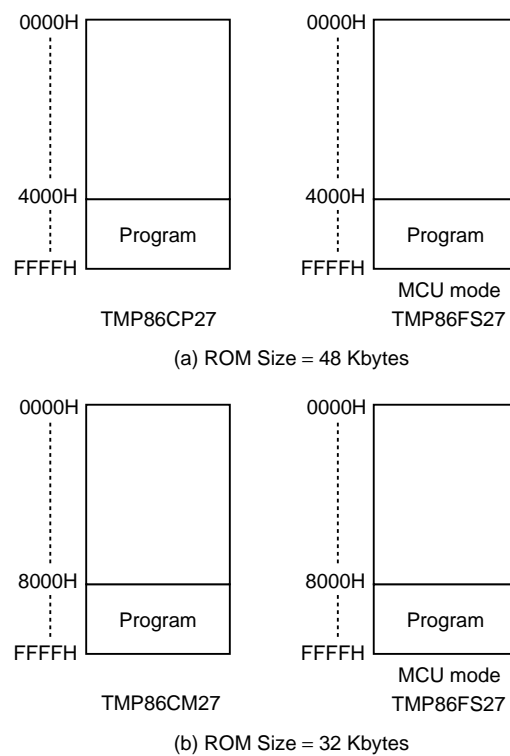 0000H
0000H
4000H
4000H
Program
Program
FFFFH
FFFFH
MCU mode
TMP86CP27
TMP86FS27
(a) ROM Size = 48 Kbytes
0000H
0000H
8000H
8000H
Program
Program
FFFFH
FFFFH
MCU mode
TMP86CM27
TMP86FS27
(b) ROM Size = 32 Kbytes